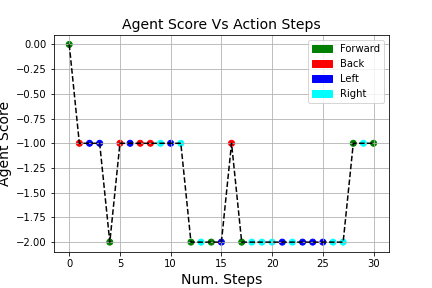 Agent Score Vs Action Steps
0.00
−0.25
−0.50
−0.75
−1.00
−1.25
−1.50
−1.75
−2.00
Agent Score
Forward
Back
Left
Right
0 5 10 15 20 25 30
Num. Steps